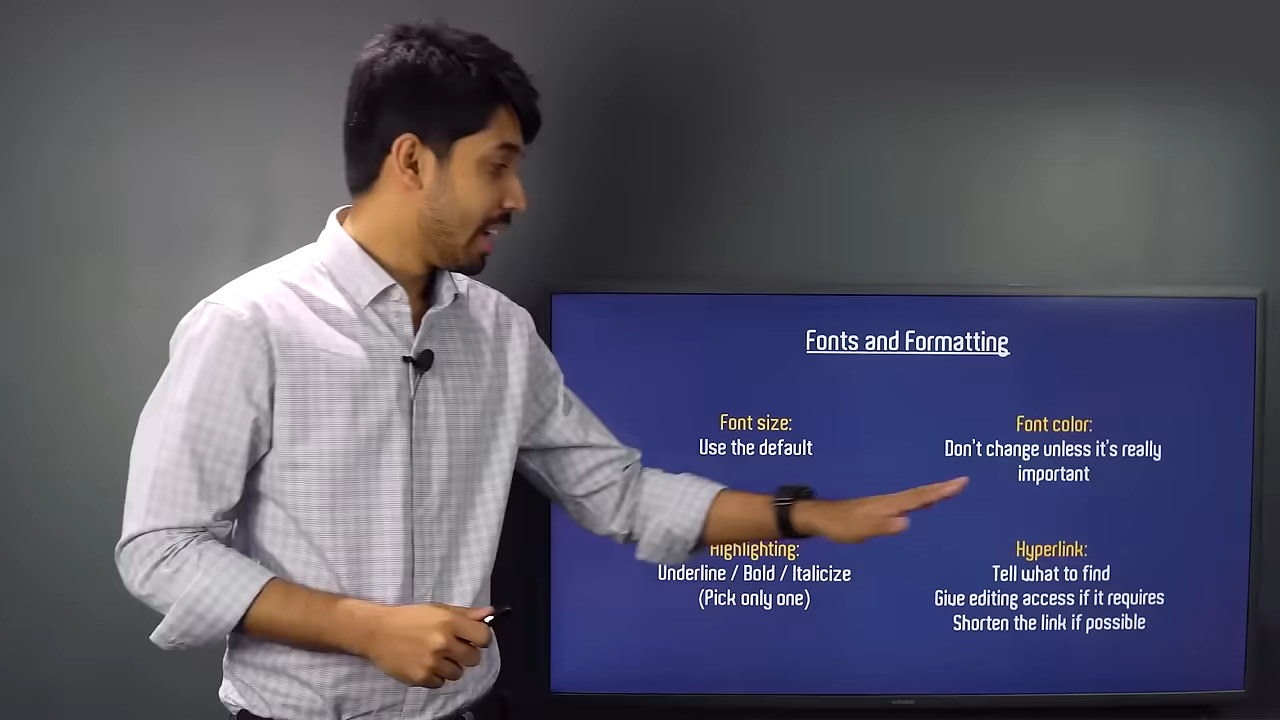 Fonts and Formatting
Font size:
Use the default
Font color:
Don't change unless it's really
important
Highlighting:
Underline / Bold / Italicize
(Pick only one)
Hyperlink:
Tell what to find
Give editing access if it requires
Shorten the link if possible